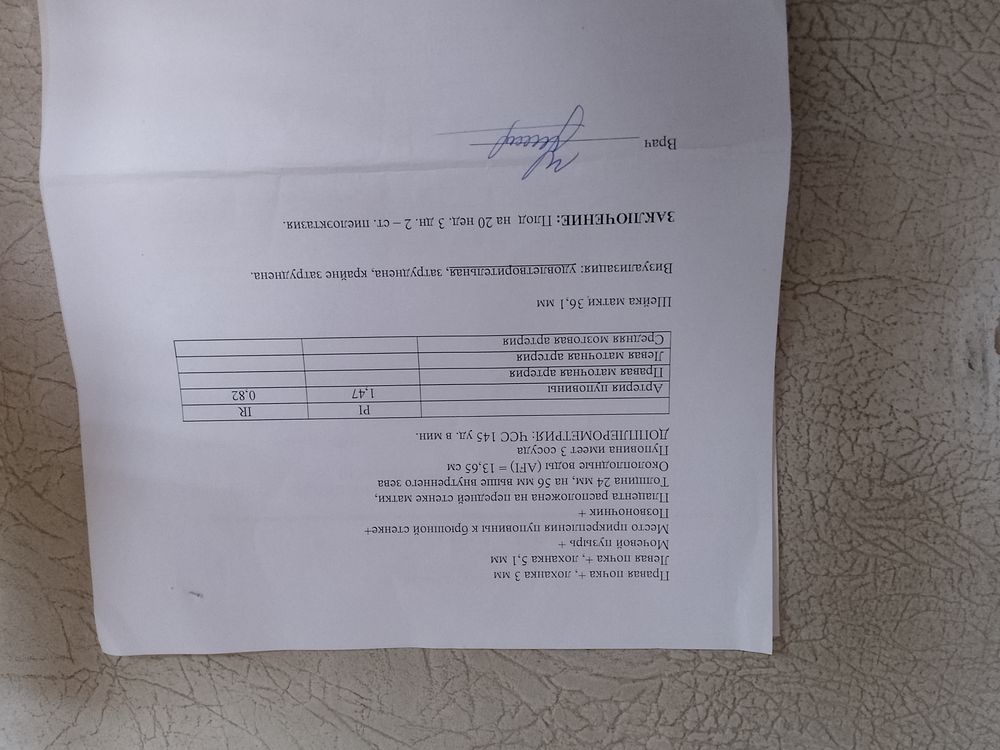 Правая почка +, лоханка 3 мм
Левая почка +, лоханка 5,1 мм
Мочевой пузырь +
Место прикрепления пуповины к брюшной стенке+
Позвоночник +
Плацента расположена на передней стенке матки,
Толщина 24 мм, на 56 мм выше внутреннего зева
Околоплодные воды (AFI) = 13,65 см
Пуповина имеет 3 сосуда
ДОППЛЕРОМЕТРИЯ: ЧСС 145 уд. в мин.
PI IR
Артерия пуповины 1,47 0,82
Правая маточная артерия
Левая маточная артерия
Средняя мозговая артерия
Шейка матки 36,1 мм
Визуализация: удовлетворительная, затруднена, крайне затруднена.
ЗАКЛЮЧЕНИЕ: Плод на 20 нед. 3 дн. 2 – ст. пиелоэктазия.
Врач